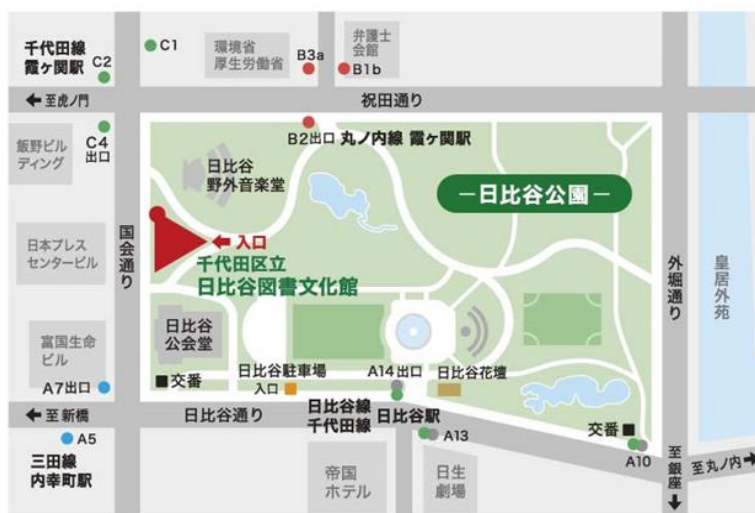 千代田線
霞ヶ関駅
C2
C1
環境省
厚生労働省
B3a
弁護士
会館
B1b
← 至虎ノ門
祝田通り
飯野ビル
ディング
C4
出口
B2出口
丸ノ内線 霞ヶ関駅
日比谷
野外音楽堂
ー日比谷公園ー
国会通り
日本プレス
センタービル
← 入口
千代田区立
日比谷図書文化館
外堀通り
皇居外苑
富国生命
ビル
日比谷
公会堂
A7出口
■交番
日比谷駐車場
入口
A14出口
日比谷花壇
← 至新橋
日比谷通り
日比谷線
千代田線
日比谷駅
交番■
A5
三田線
内幸町駅
A13
A10
帝国
ホテル
日生
劇場
至銀座
↓
至丸ノ内→